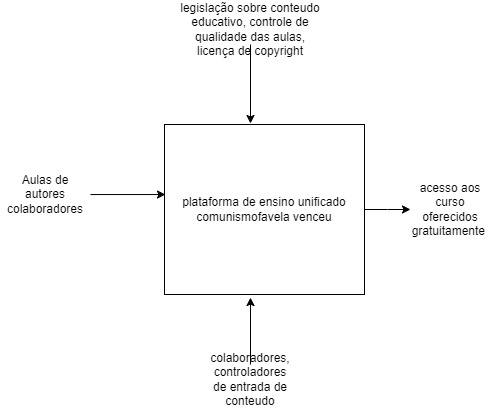 legislação sobre conteudo
educativo, controle de
qualidade das aulas,
licença de copyright
Aulas de
autores
colaboradores
plataforma de ensino unificado
comunismofavela venceu
acesso aos
curso
oferecidos
gratuitamente
colaboradores,
controladores
de entrada de
conteudo